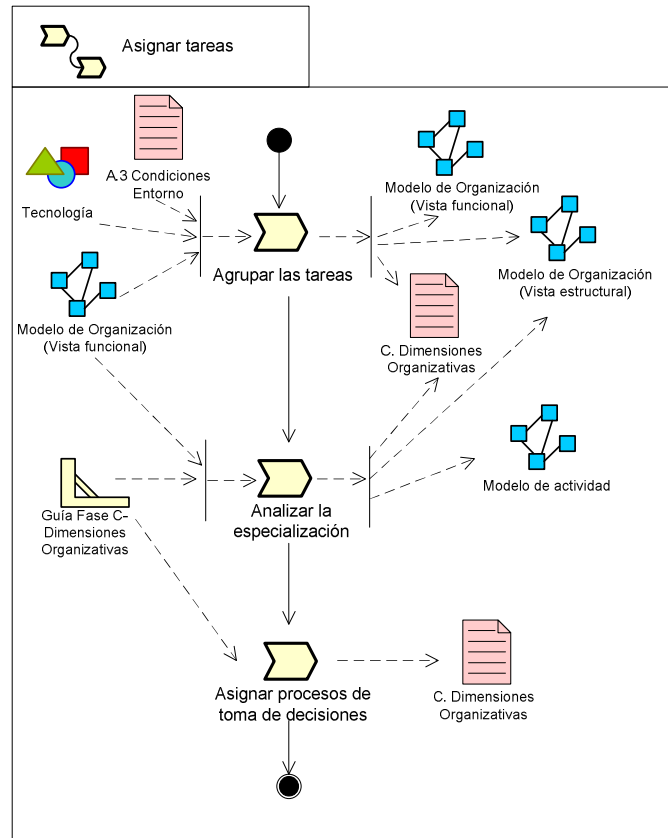 Asignar tareas
A.3 Condiciones
Entorno
Tecnología
Modelo de Organización
(Vista funcional)
Agrupar las tareas
Modelo de Organización
(Vista estructural)
Modelo de Organización
(Vista funcional)
C. Dimensiones
Organizativas
Modelo de actividad
Analizar la
especialización
Guía Fase C-
Dimensiones
Organizativas
Asignar procesos de
toma de decisiones
C. Dimensiones
Organizativas